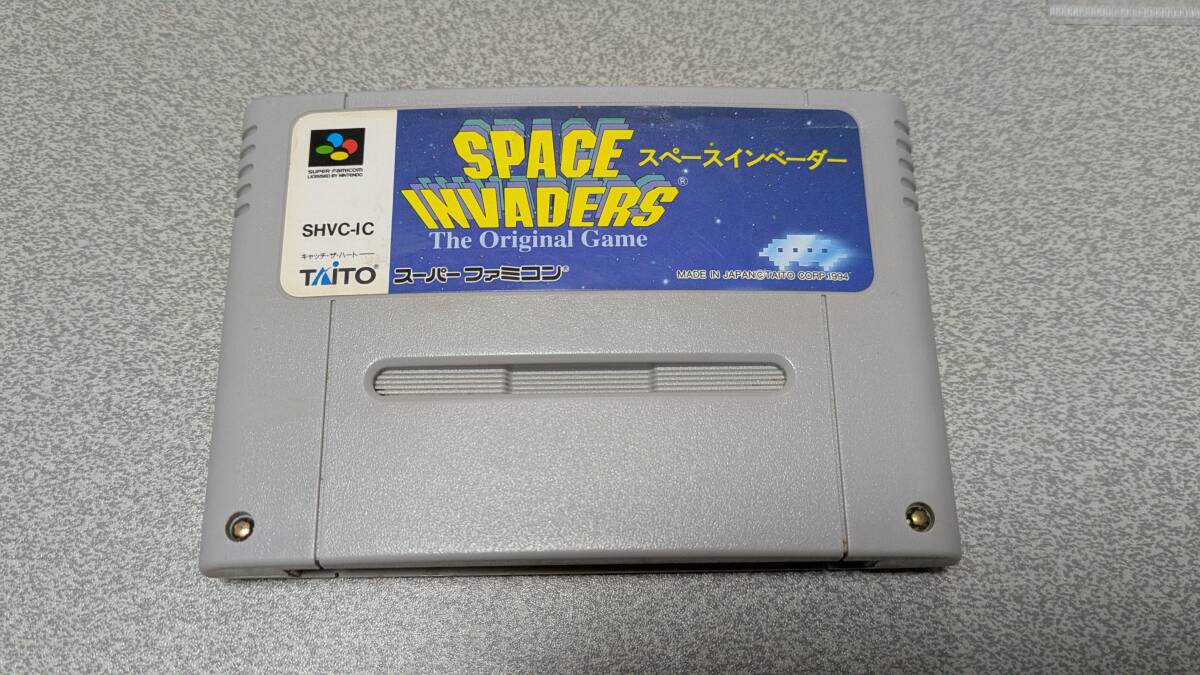 SUPER FAMICOM
LICENSED BY NINTENDO
SHVC-IC
キャッチ・ザ・ハート
TAITO
SPACE
INVADERS®
The Original Game
スペースインベーダー
スーパーファミコン®
MADE IN JAPAN©TAITO CORP.1994